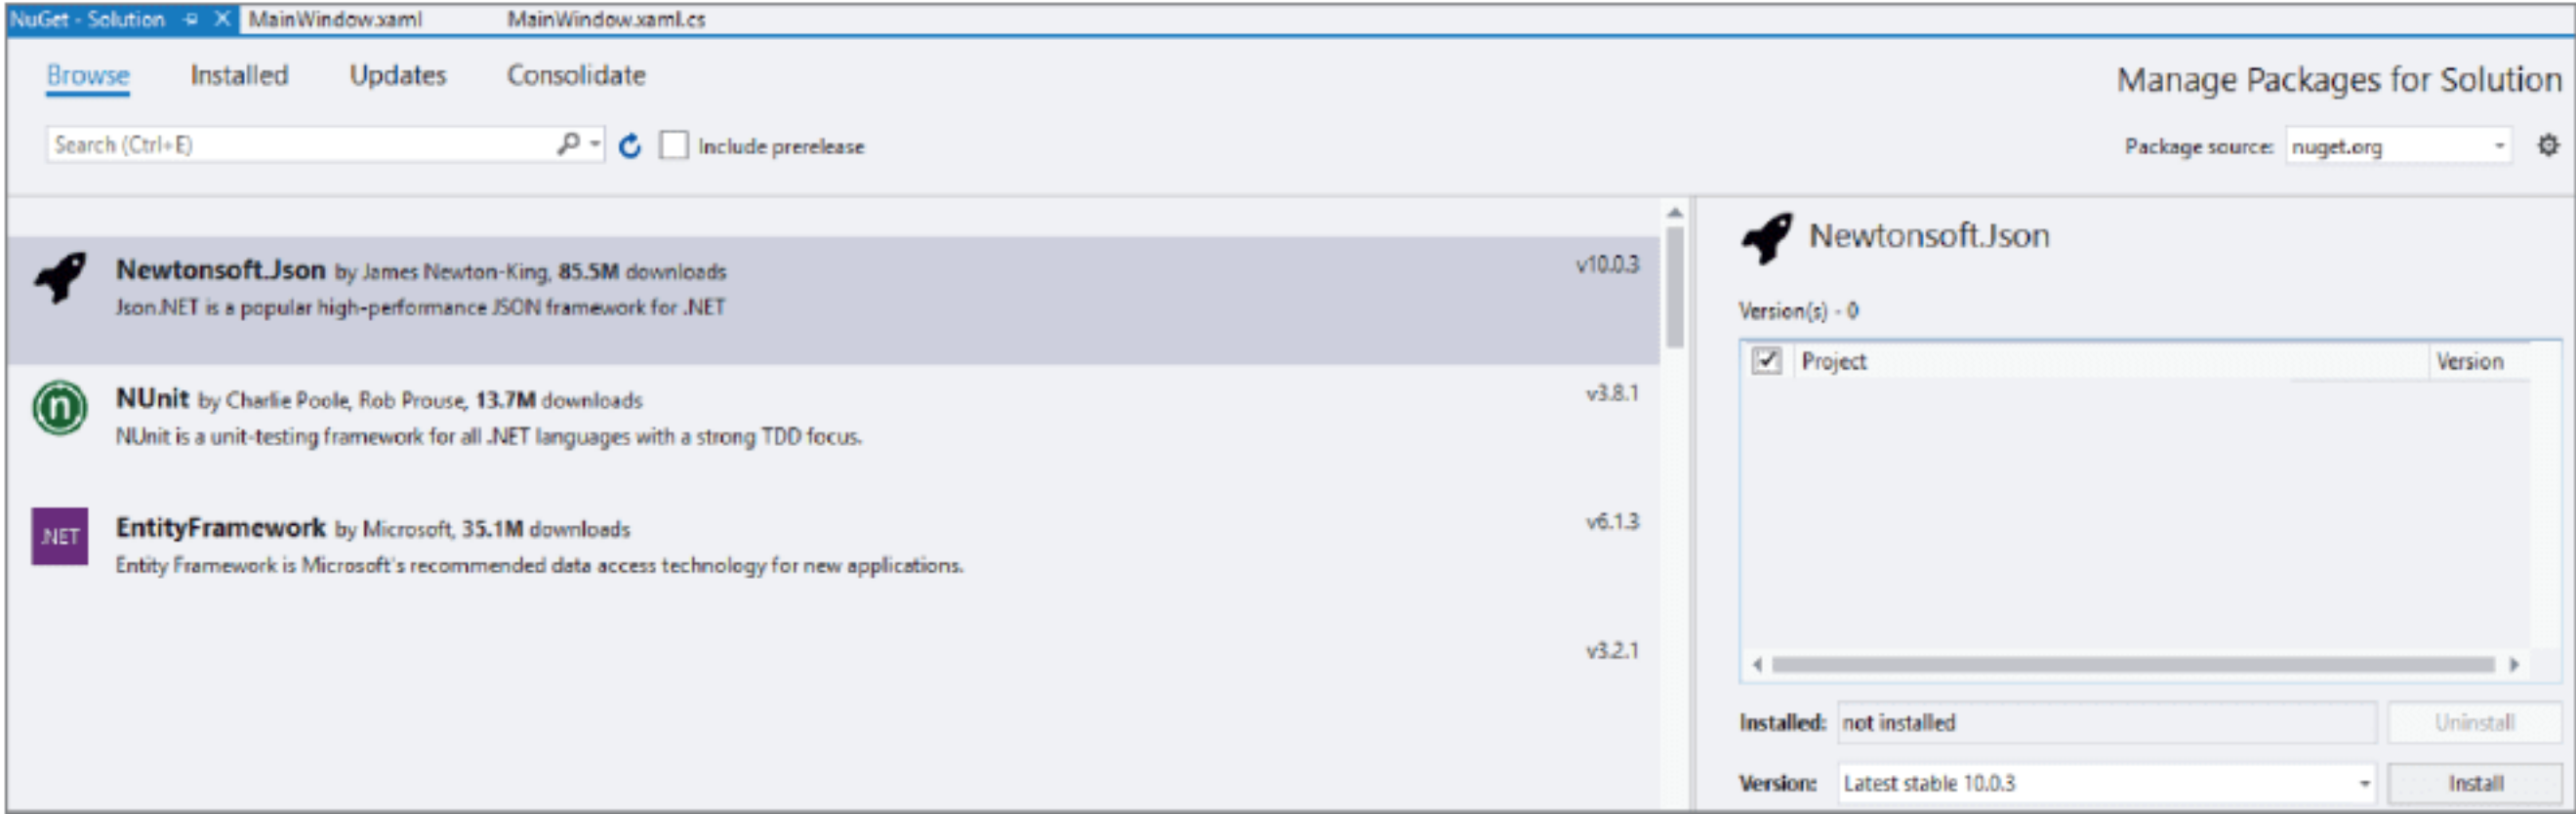 NuGet - Solution MainWindow.xaml MainWindow.xaml.cs
Browse Installed Updates Consolidate
Manage Packages for Solution
Search (Ctrl+E) Include prerelease
Package source: nuget.org
Newtonsoft.Json by James Newton-King, 85.5M downloads v10.0.3
Json.NET is a popular high-performance JSON framework for .NET
n
NUnit by Charlie Poole, Rob Prouse, 13.7M downloads v3.8.1
NUnit is a unit-testing framework for all .NET languages with a strong TDD focus.
.NET
EntityFramework by Microsoft, 35.1M downloads v6.1.3
Entity Framework is Microsoft's recommended data access technology for new applications.
v3.2.1
Newtonsoft.Json
Version(s) - 0
Project Version
Installed: not installed Uninstall
Version: Latest stable 10.0.3 Install